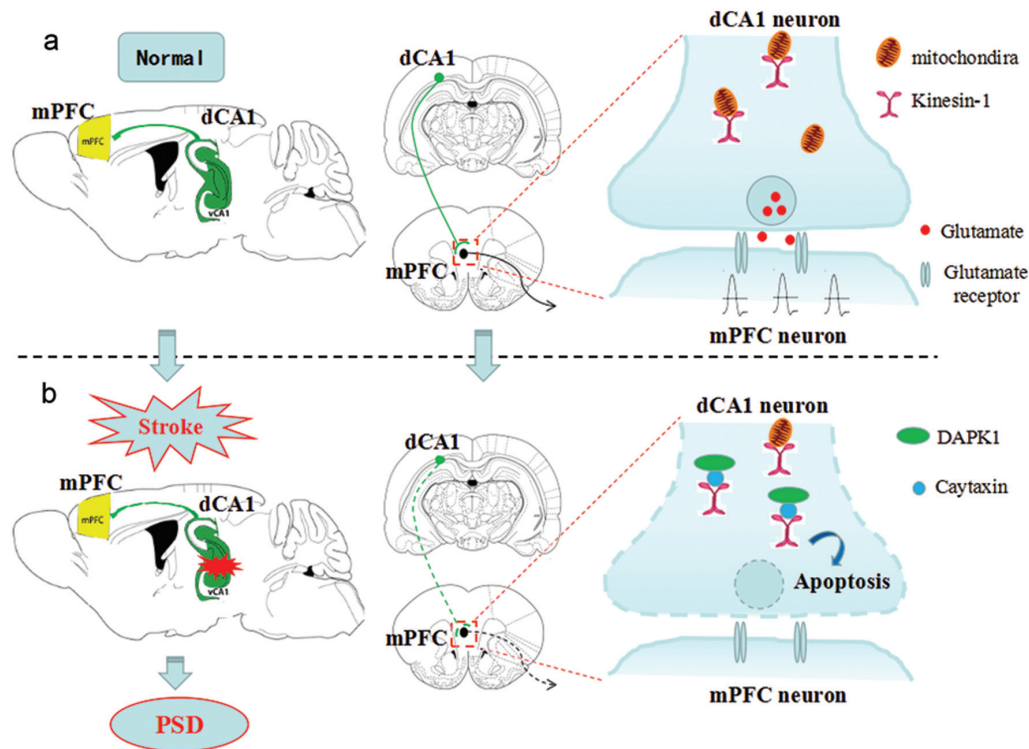 a
Normal
mPFC
dCA1
mPFC
vCA1
dCA1
mPFC
dCA1 neuron
mitochondira
Kinesin-1
Glutamate
Glutamate
receptor
mPFC neuron
b
Stroke
mPFC
dCA1
mPFC
vCA1
PSD
dCA1
mPFC
dCA1 neuron
DAPK1
Caytaxin
Apoptosis
mPFC neuron